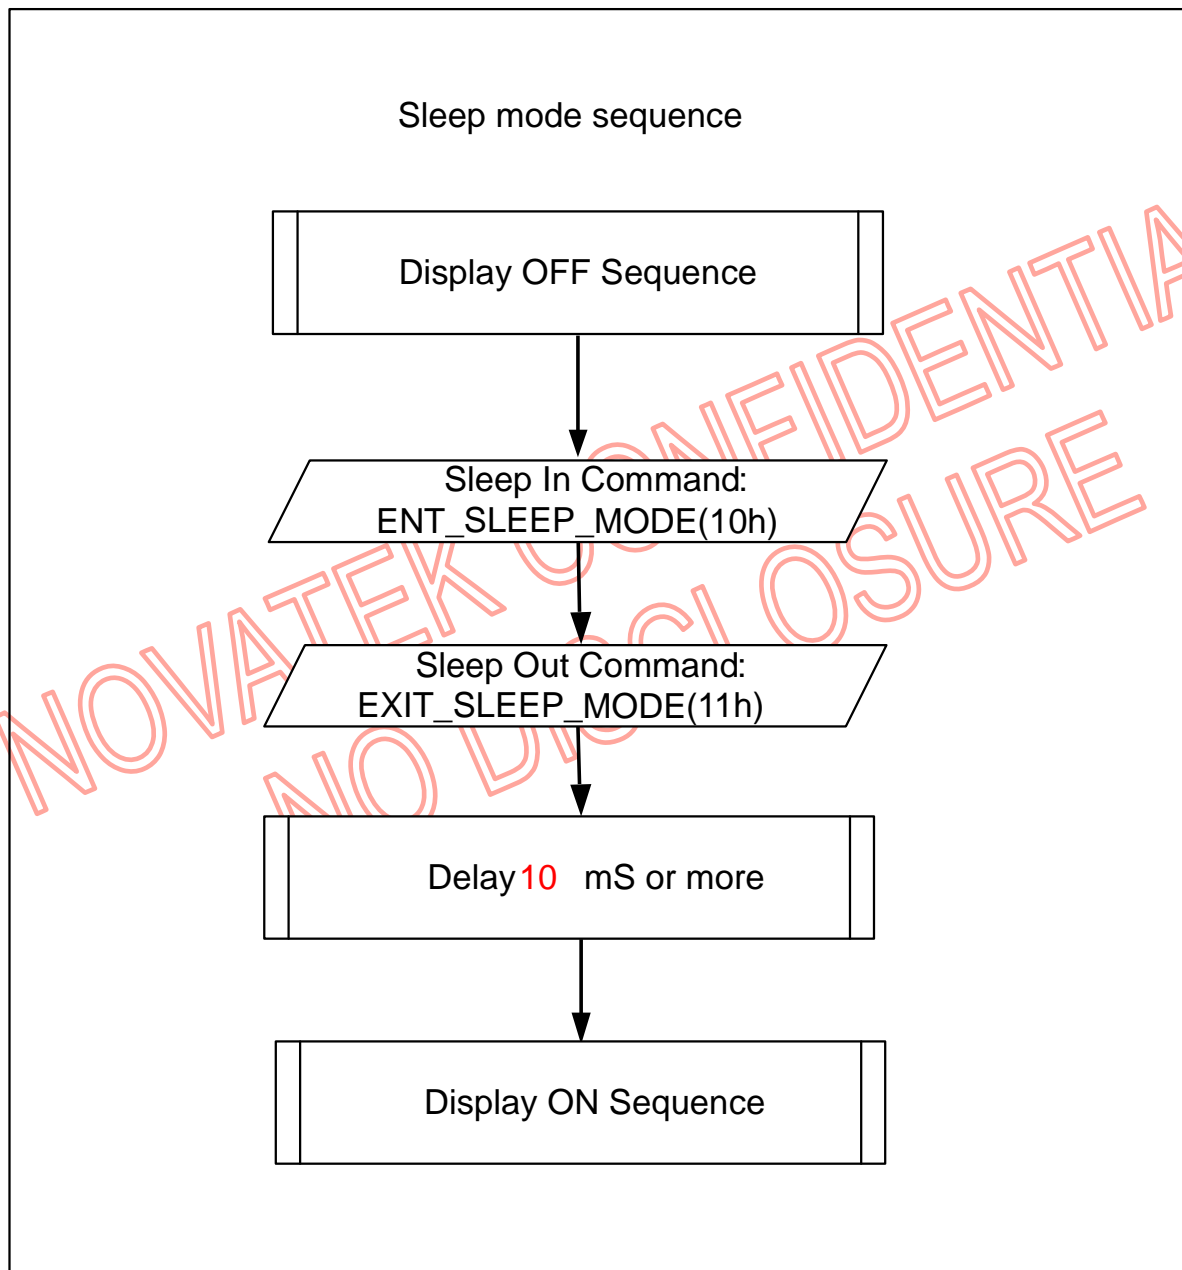 Sleep mode sequence
Display OFF Sequence
Sleep In Command:
ENT_SLEEP_MODE(10h)
Sleep Out Command:
EXIT_SLEEP_MODE(11h)
Delay 10 mS or more
Display ON Sequence
NOVATEK CONFIDENTIA
NO DISCLOSURE